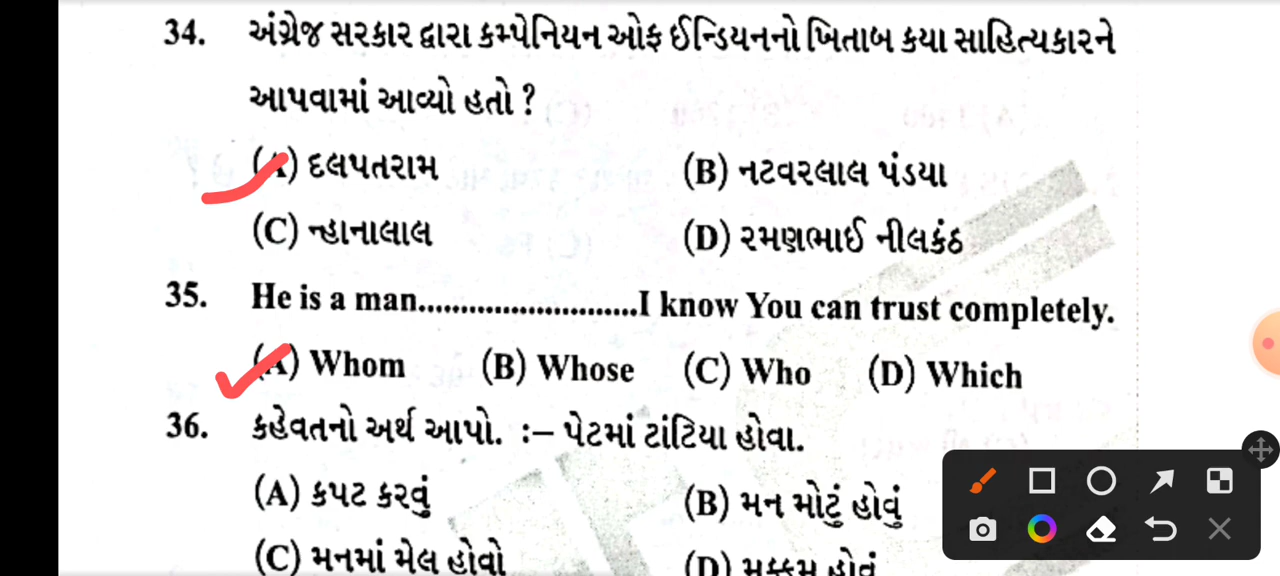 34. અંગ્રેજ સરકાર દ્વારા કમ્પેનિયન ઓફ ઈન્ડિયનનો ખિતાબ કયા સાહિત્યકારને
આપવામાં આવ્યો હતો ?
(A) દલપતરામ (B) નટવરલાલ પંડયા
(C) ન્હાનાલાલ (D) રમણભાઈ નીલકંઠ
35. He is a man.........................I know You can trust completely.
(A) Whom (B) Whose (C) Who (D) Which
36. કહેવતનો અર્થ આપો. :– પેટમાં ટાંટિયા હોવા.
(A) કપટ કરવું (B) મન મોટું હોવું
(C) મનમાં મેલ હોવો (D) મક્કમ હોવું